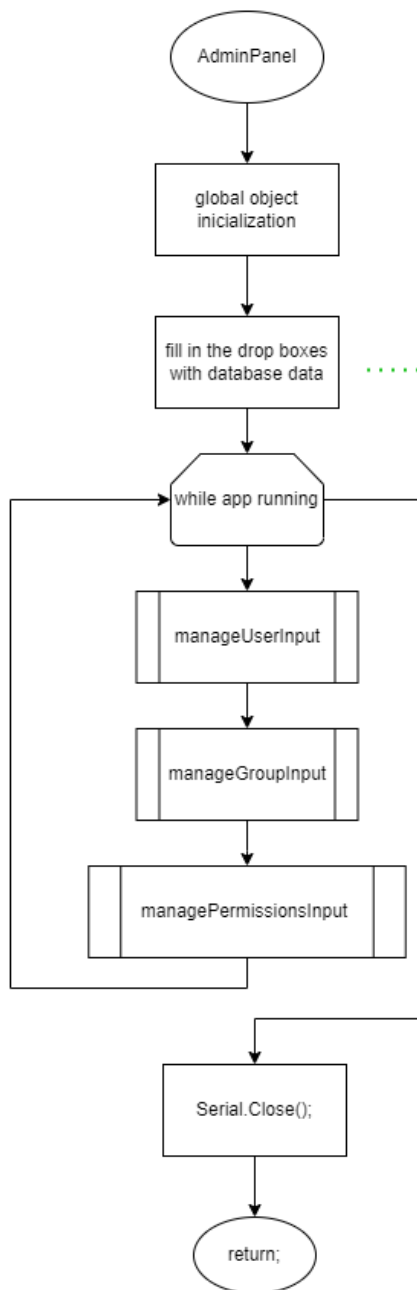 AdminPanel
global object
inicialization
fill in the drop boxes
with database data
while app running
manageUserInput
manageGroupInput
managePermissionsInput
Serial.Close();
return;